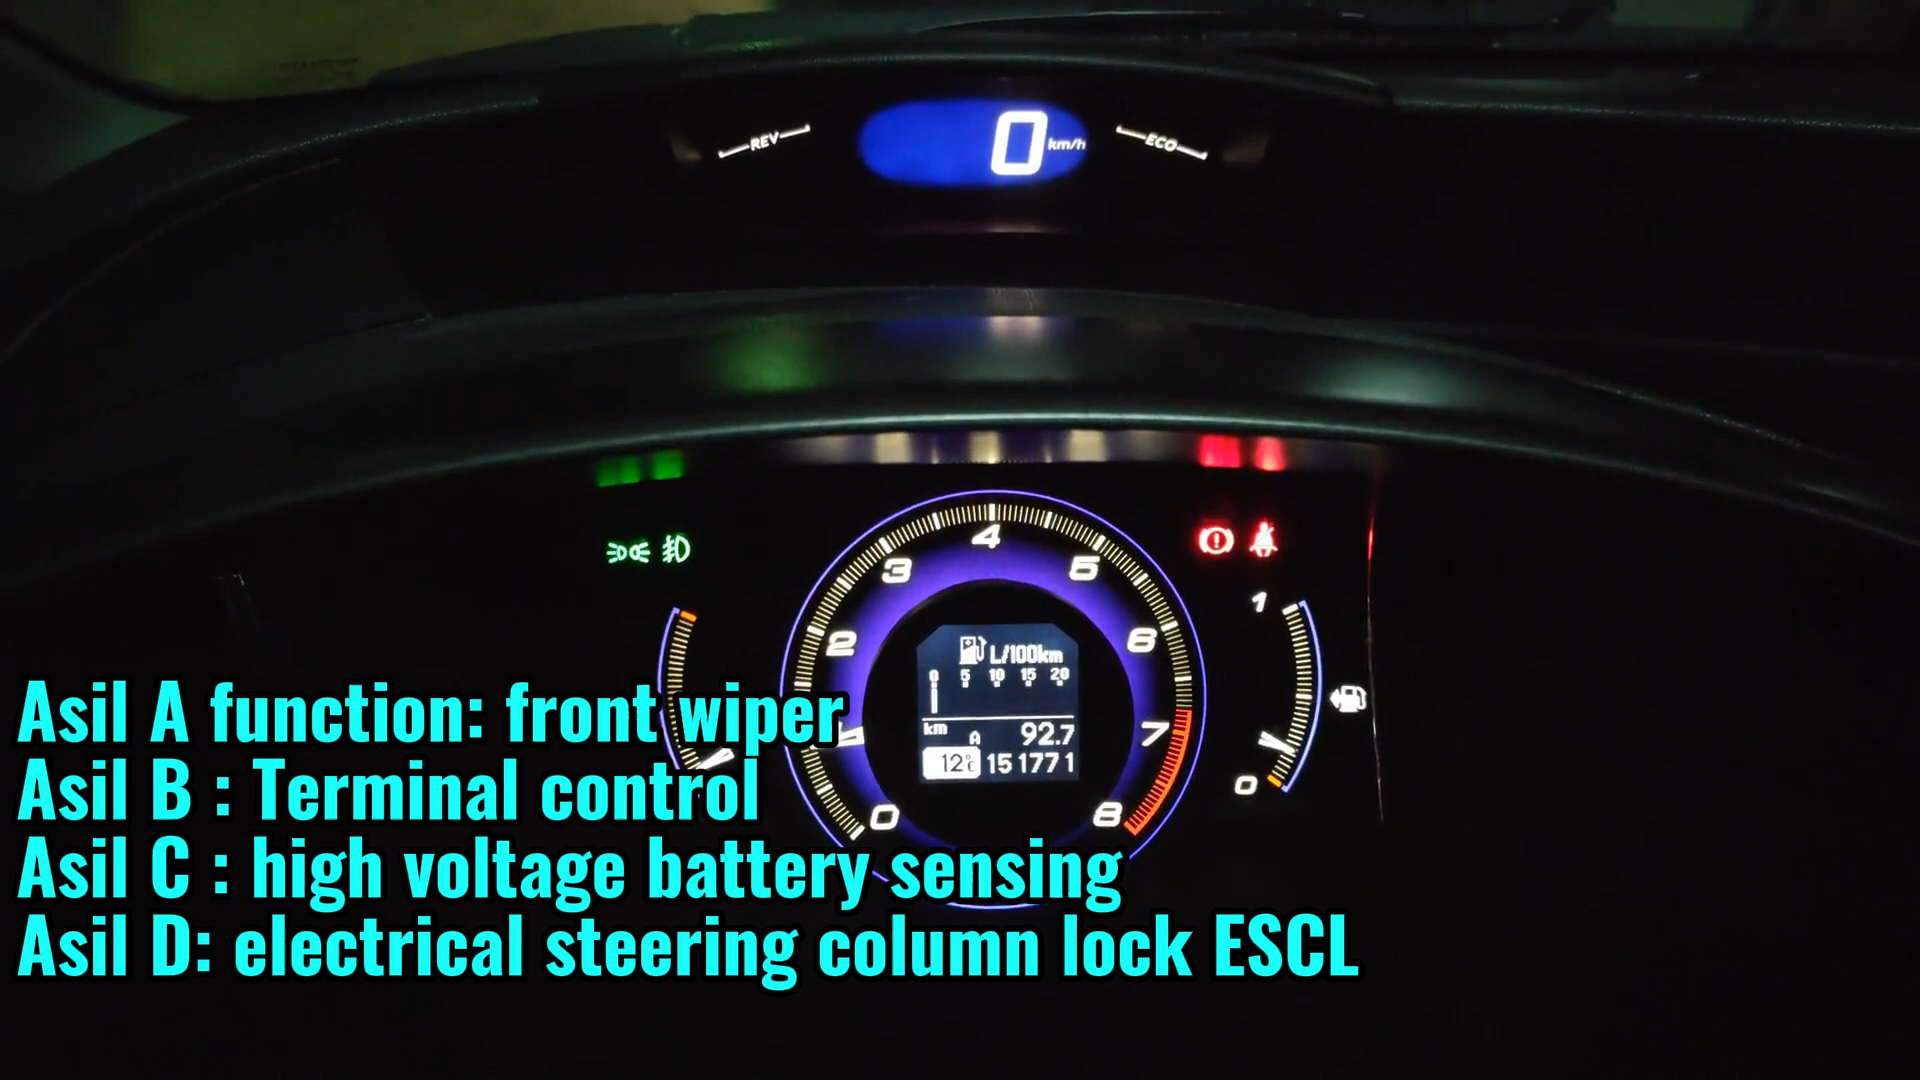 REV
0 km/h
ECO
4
3
5
2
6
7
0
8
L/100km
0 5 10 15 20
km A 92.7
12°C 151771
1
0
Asil A function: front wiper
Asil B : Terminal control
Asil C : high voltage battery sensing
Asil D: electrical steering column lock ESCL